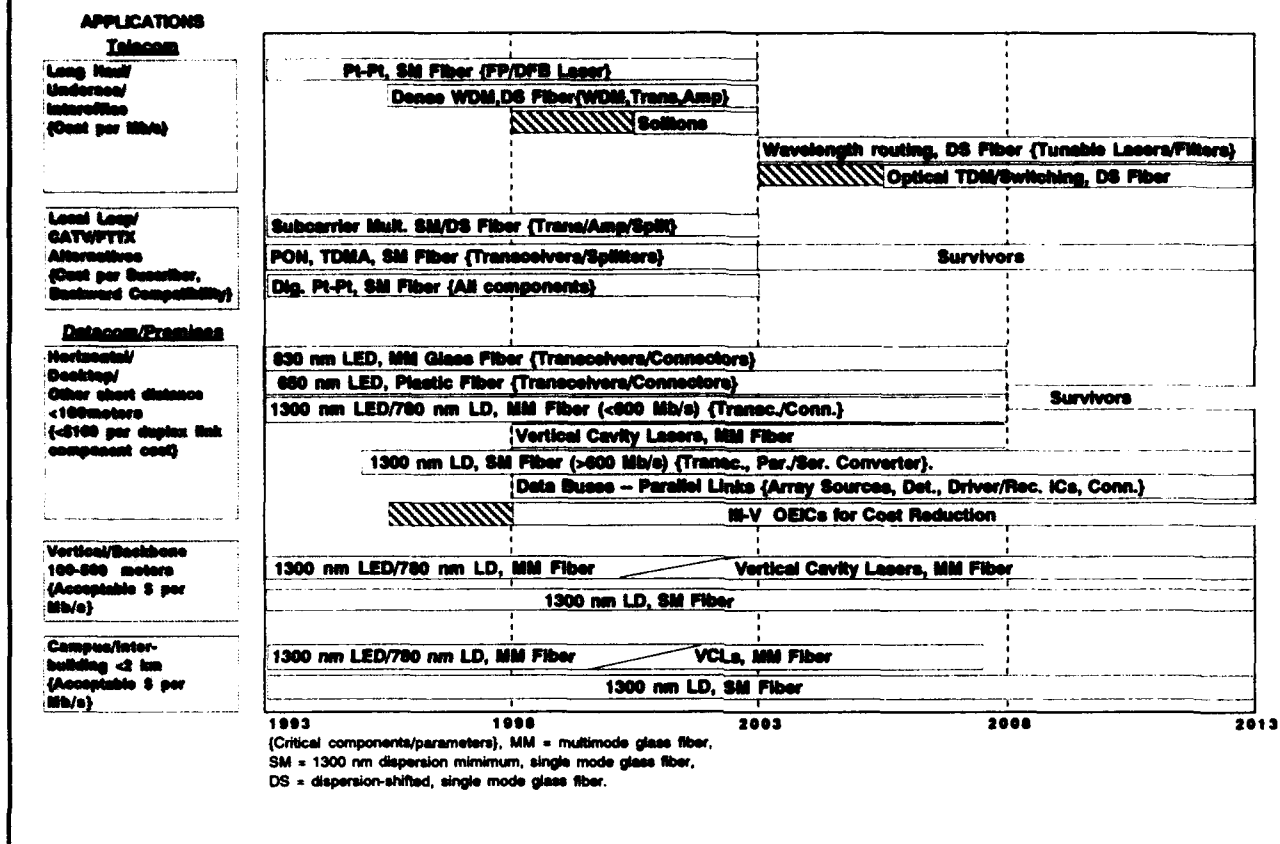 APPLICATIONS
Telecom
Long Haul/
Undersea/
Interoffice
{Cost per Mb/s}
Pt-Pt, SM Fiber {FP/DFB Laser}
Dense WDM,DS Fiber{WDM,Trans,Amp}
Solitons
Wavelength routing, DS Fiber {Tunable Lasers/Filters}
Optical TDM/Switching, DS Fiber
Local Loop/
CATV/FTTX
Alternatives
{Cost per Suscriber,
Backward Compatibility}
Subcarrier Mult. SM/DS Fiber {Trans/Amp/Split}
PON, TDMA, SM Fiber {Transceivers/Splitters}
Survivors
Dig. Pt-Pt, SM Fiber {All components}
Datacom/Premises
Horizontal/
Desktop/
Other short distance
<100meters
{<$100 per duplex link
component cost}
830 nm LED, MM Glass Fiber {Transceivers/Connectors}
650 nm LED, Plastic Fiber {Transceivers/Connectors}
1300 nm LED/780 nm LD, MM Fiber (<600 Mb/s) {Transc./Conn.}
Survivors
Vertical Cavity Lasers, MM Fiber
1300 nm LD, SM Fiber (>600 Mb/s) {Transc., Par./Ser. Converter}.
Data Buses -- Parallel Links {Array Sources, Det., Driver/Rec. ICs, Conn.}
III-V OEICs for Cost Reduction
Vertical/Backbone
100-500 meters
{Acceptable $ per
Mb/s}
1300 nm LED/780 nm LD, MM Fiber
Vertical Cavity Lasers, MM Fiber
1300 nm LD, SM Fiber
Campus/Inter-
building <2 km
{Acceptable $ per
Mb/s}
1300 nm LED/780 nm LD, MM Fiber
VCLs, MM Fiber
1300 nm LD, SM Fiber
1993 1998 2003 2008 2013
{Critical components/parameters}, MM = multimode glass fiber,
SM = 1300 nm dispersion mimimum, single mode glass fiber,
DS = dispersion-shifted, single mode glass fiber.